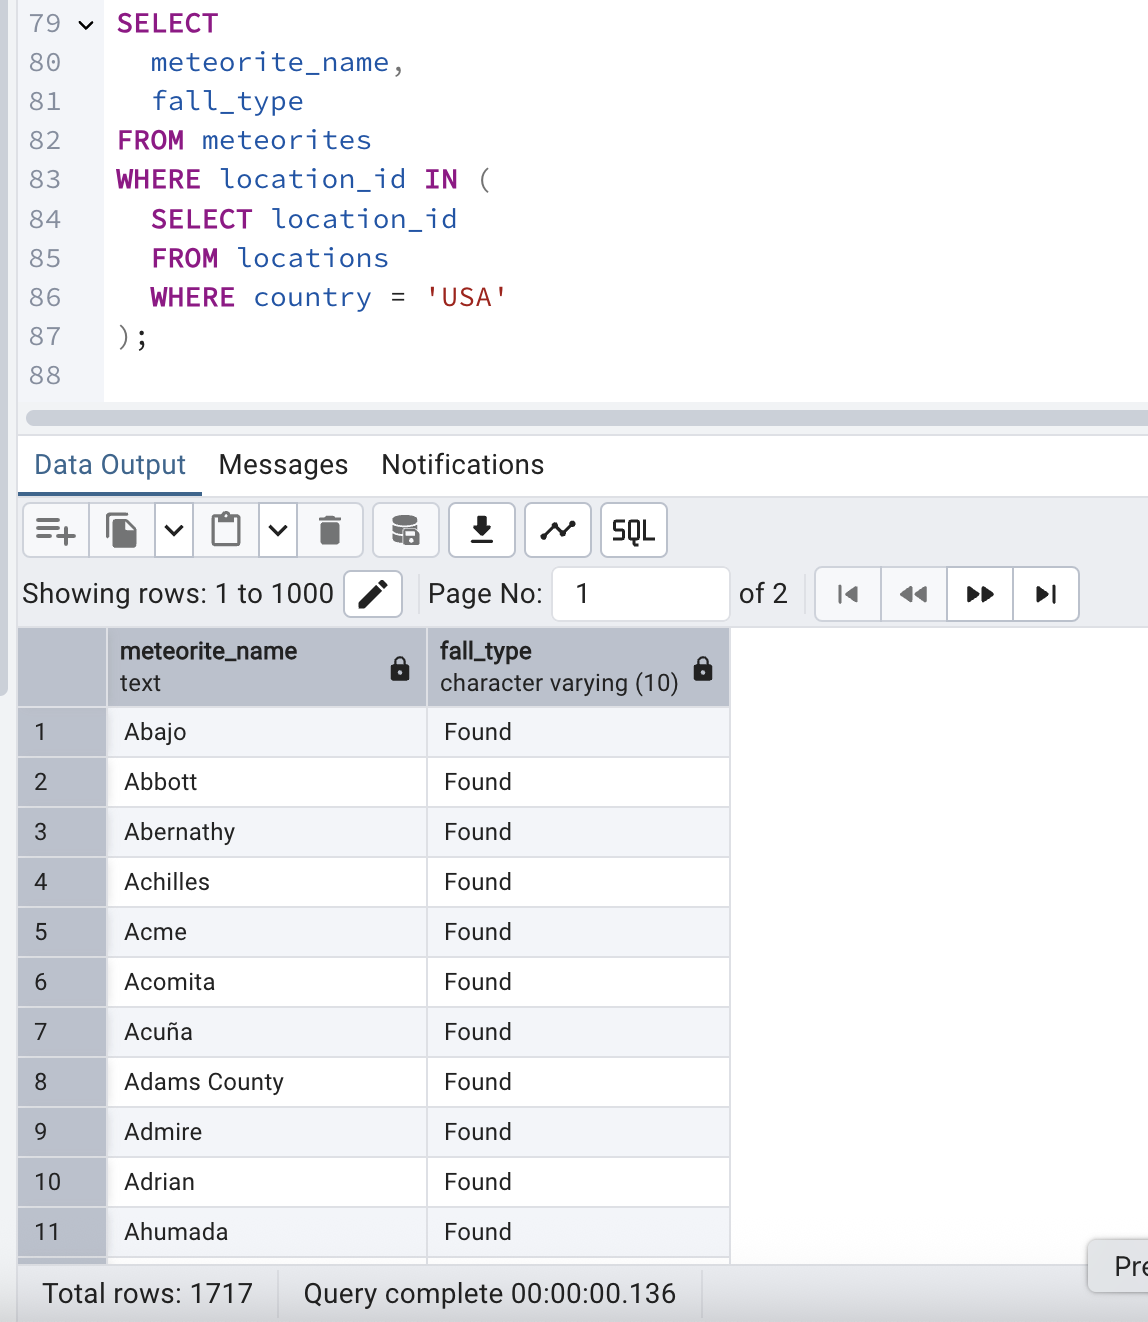 79 SELECT
80 meteorite_name,
81 fall_type
82 FROM meteorites
83 WHERE location_id IN (
84 SELECT location_id
85 FROM locations
86 WHERE country = 'USA'
87 );
88
Data Output Messages Notifications
SQL
Showing rows: 1 to 1000 Page No: 1 of 2
meteorite_name fall_type
text character varying (10)
1 Abajo Found
2 Abbott Found
3 Abernathy Found
4 Achilles Found
5 Acme Found
6 Acomita Found
7 Acuña Found
8 Adams County Found
9 Admire Found
10 Adrian Found
11 Ahumada Found
Total rows: 1717 Query complete 00:00:00.136